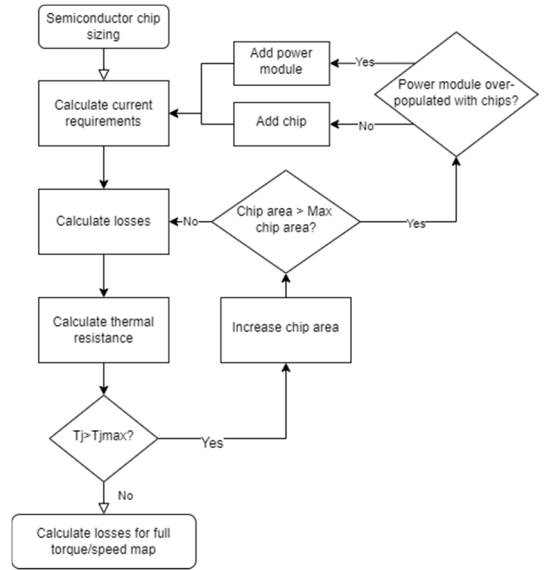 Semiconductor chip
sizing
Add power
module
Yes
Power module over-
populated with chips?
Calculate current
requirements
Add chip
No
Calculate losses
No
Chip area > Max
chip area?
Yes
Calculate thermal
resistance
Increase chip area
Tj>Tjmax?
Yes
No
Calculate losses for full
torque/speed map